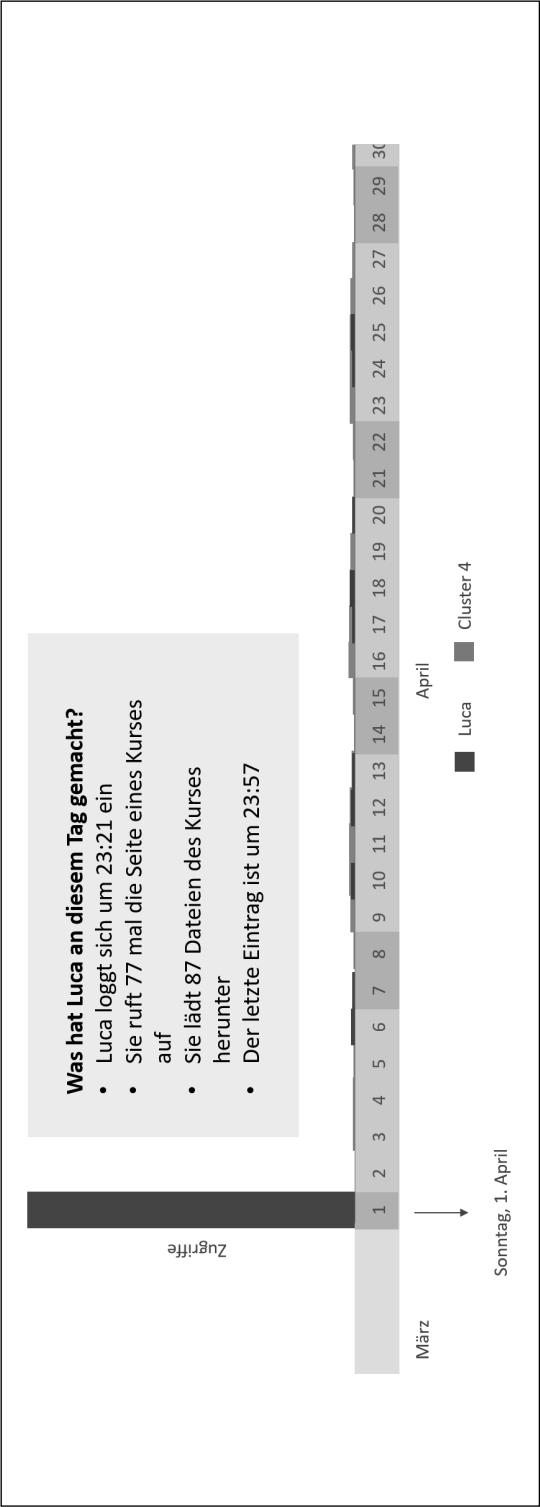 Was hat Luca an diesem Tag gemacht?
• Luca loggt sich um 23:21 ein
• Sie ruft 77 mal die Seite eines Kurses
auf
• Sie lädt 87 Dateien des Kurses
herunter
• Der letzte Eintrag ist um 23:57
Zugriffe
1 2 3 4 5 6 7 8 9 10 11 12 13 14 15 16 17 18 19 20 21 22 23 24 25 26 27 28 29 30
März April
Luca Cluster 4
Sonntag, 1. April